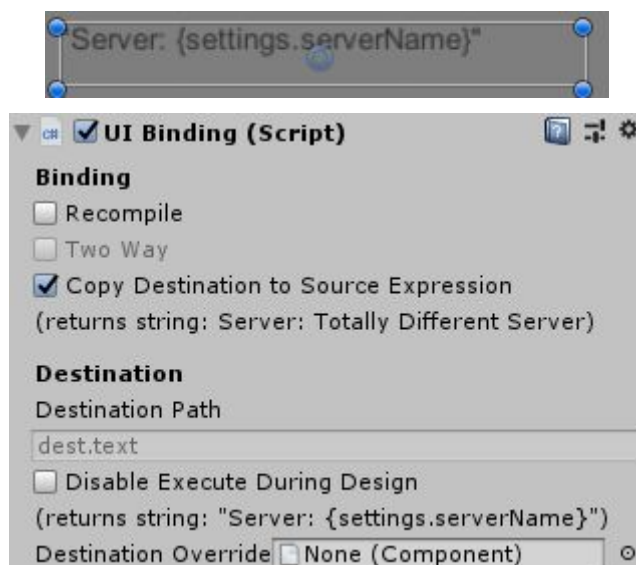 "Server: {settings.serverName}"
c#
UI Binding (Script)
Binding
Recompile
Two Way
Copy Destination to Source Expression
(returns string: Server: Totally Different Server)
Destination
Destination Path
dest.text
Disable Execute During Design
(returns string: "Server: {settings.serverName}")
Destination Override None (Component)